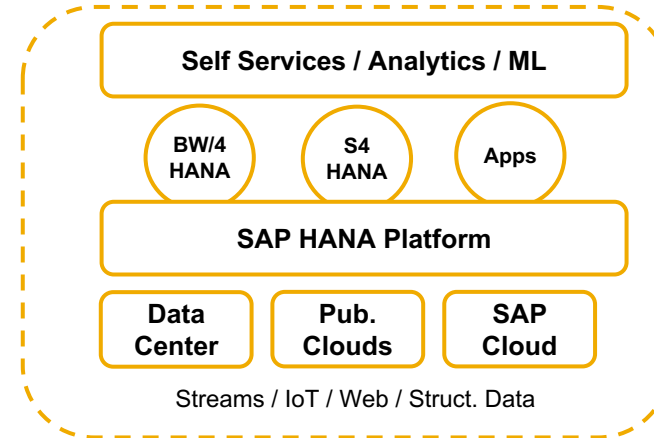 Self Services / Analytics / ML
BW/4
HANA
S4
HANA
Apps
SAP HANA Platform
Data
Center
Pub.
Clouds
SAP
Cloud
Streams / IoT / Web / Struct. Data